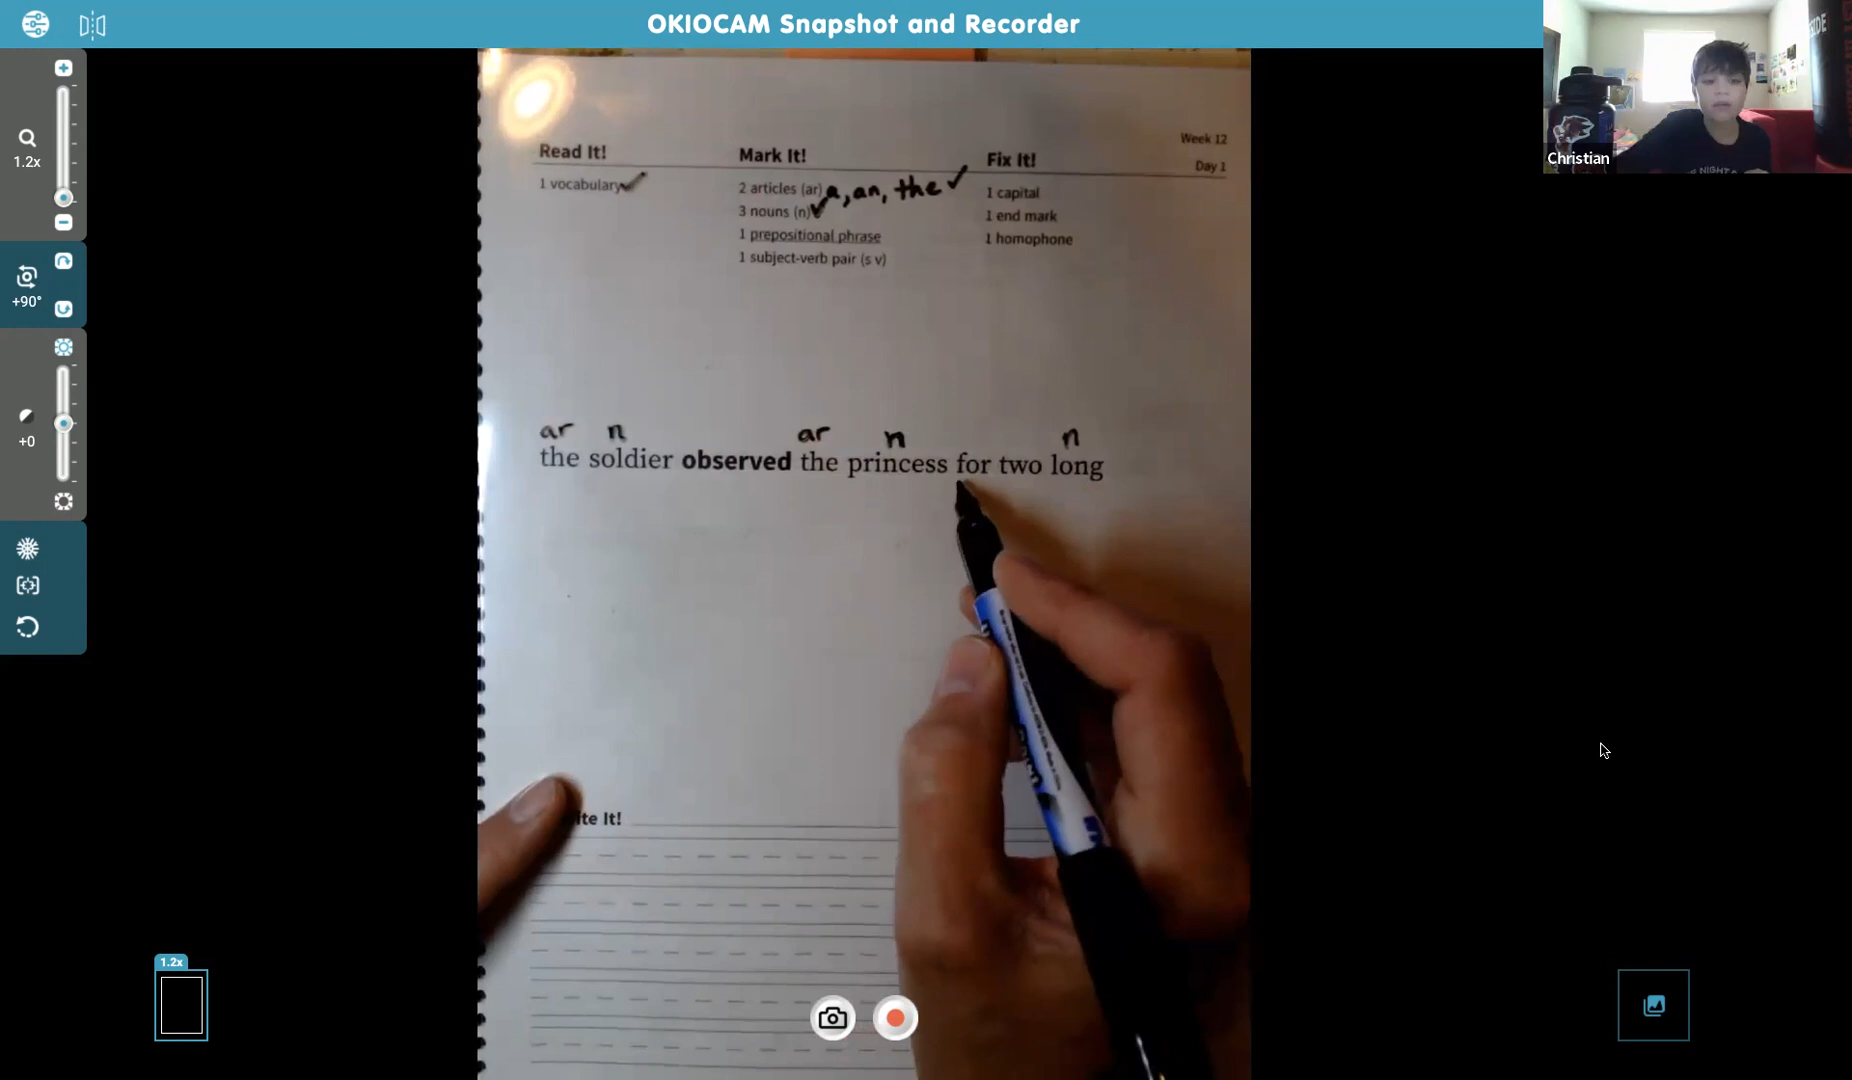 OKIOCAM Snapshot and Recorder
1.2x
+90°
+0
1.2x
Christian
Week 12
Day 1
Read It!
1 vocabulary ✓
Mark It!
2 articles (ar) a, an, the ✓
3 nouns (n) ✓
1 prepositional phrase
1 subject-verb pair (s v)
Fix It!
1 capital
1 end mark
1 homophone
ar n ar n n
the soldier observed the princess for two long
ite It!